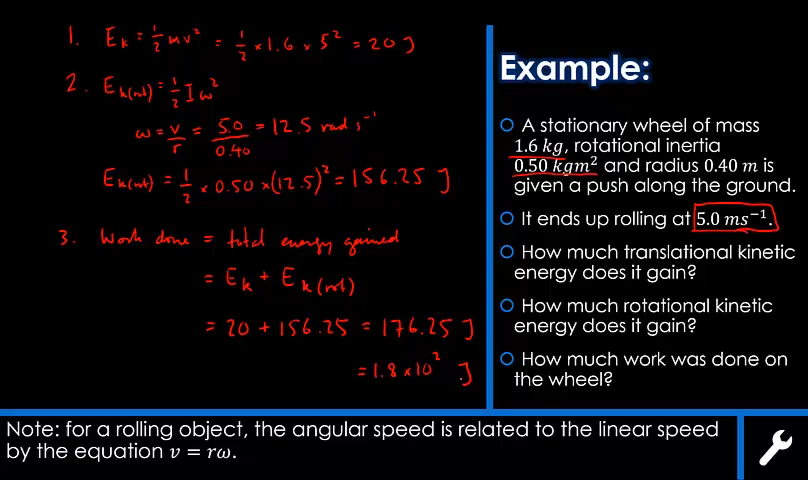 1. Eₖ = ½ mv² = ½ × 1.6 × 5² = 20 J
2. Eₖ₍ᵣₒₜ₎ = ½ I ω²
ω = v/r = 5.0/0.40 = 12.5 rad s⁻¹
Eₖ₍ᵣₒₜ₎ = ½ × 0.50 × (12.5)² = 156.25 J
3. Work done = total energy gained
= Eₖ + Eₖ₍ᵣₒₜ₎
= 20 + 156.25 = 176.25 J
= 1.8 × 10² J
Example:
A stationary wheel of mass
1.6 kg, rotational inertia
0.50 kgm² and radius 0.40 m is
given a push along the ground.
It ends up rolling at 5.0 ms⁻¹.
How much translational kinetic
energy does it gain?
How much rotational kinetic
energy does it gain?
How much work was done on
the wheel?
Note: for a rolling object, the angular speed is related to the linear speed
by the equation v = rω.